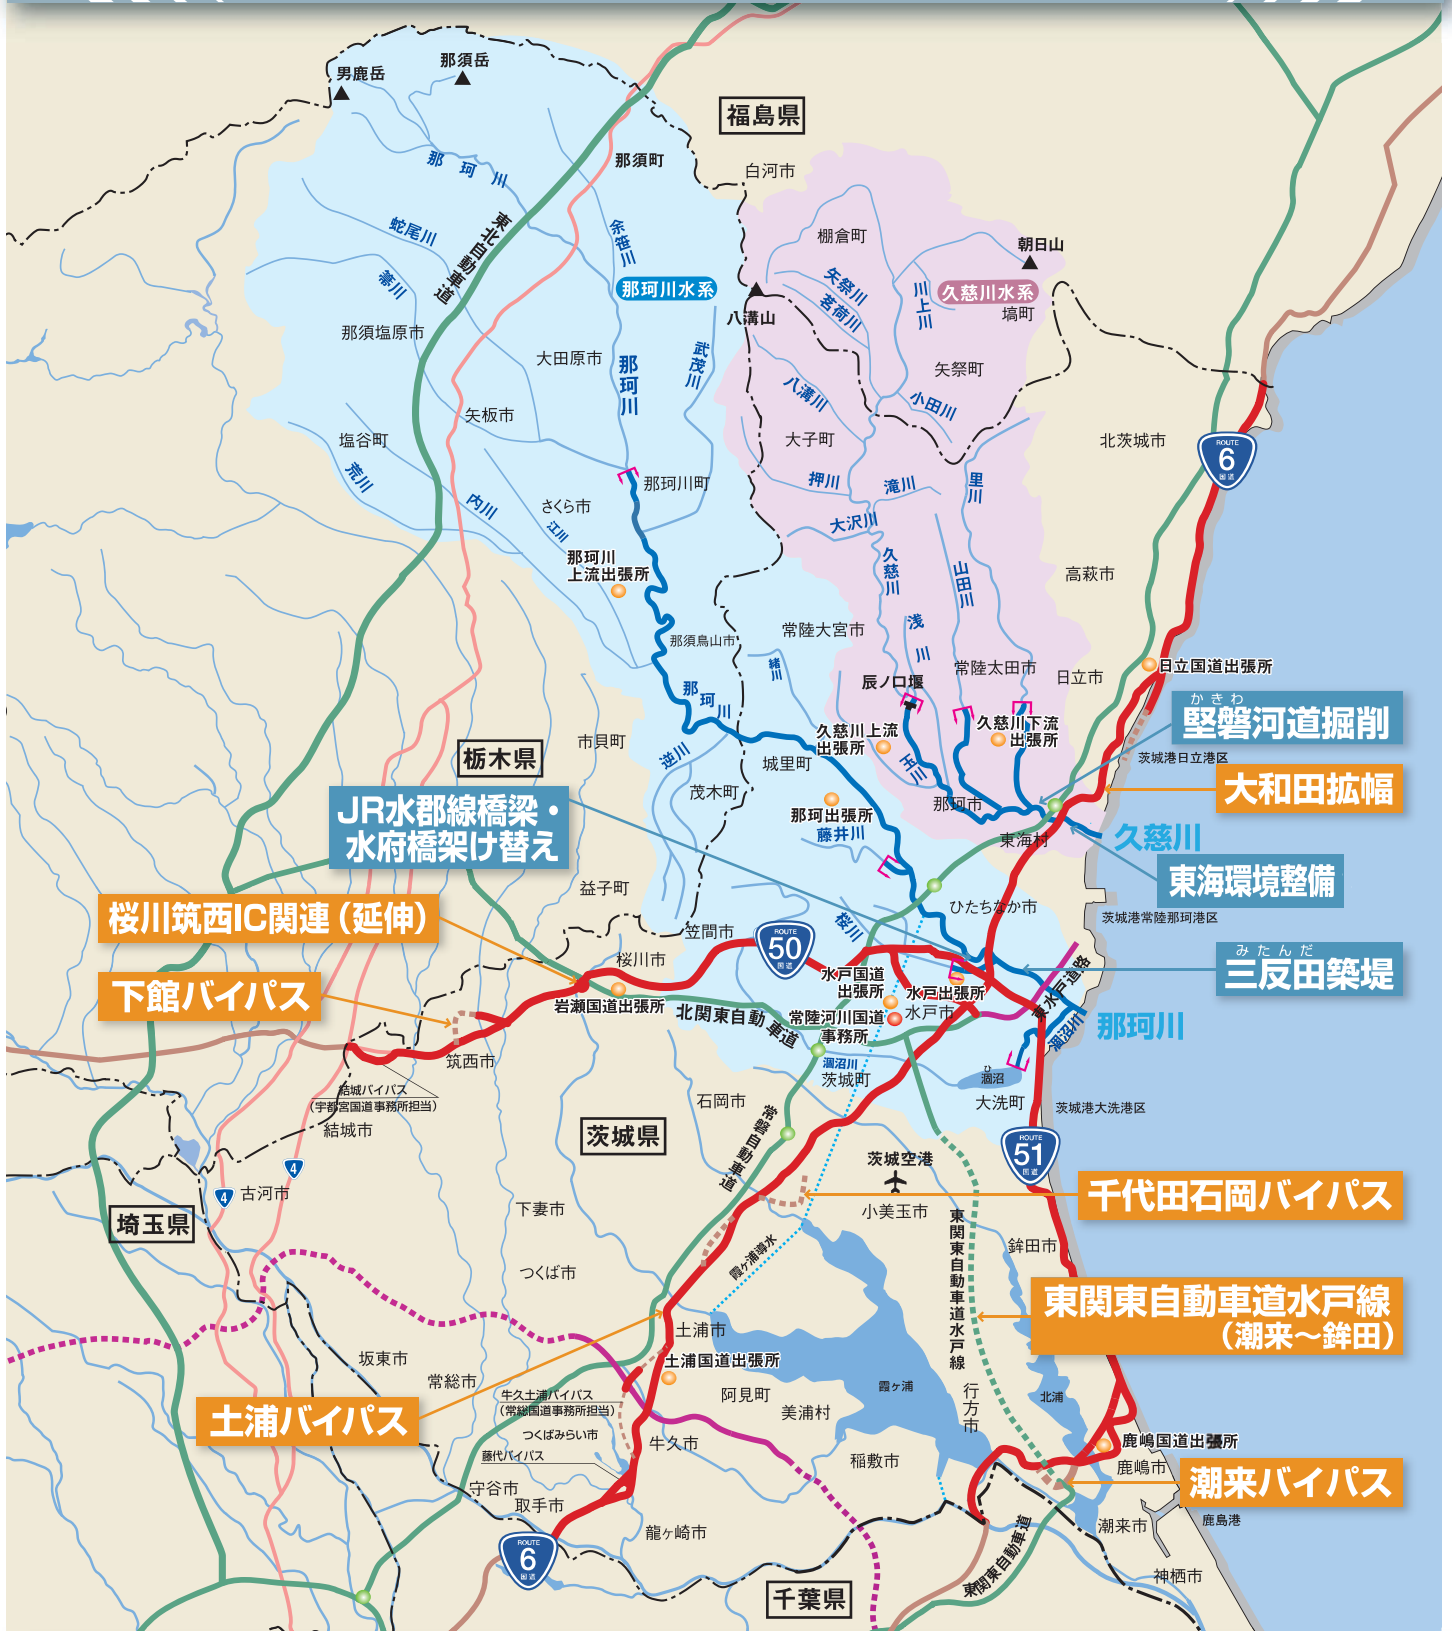 男鹿岳
那須岳
福島県
白河市
那須町
那珂川
余笹川
蛇尾川
東北自動車道
箒川
那珂川水系
八溝山
棚倉町
矢祭川
茗荷川
川上川
朝日山
久慈川水系
塙町
那須塩原市
大田原市
那珂川
武茂川
矢祭町
小田川
八溝川
大子町
矢板市
塩谷町
荒川
内川
さくら市
江川
那珂川町
押川
滝川
里川
大沢川
北茨城市
ROUTE
6
国道
那珂川
上流出張所
久慈川
山田川
高萩市
浅川
那須烏山市
常陸大宮市
緒川
常陸太田市
日立市
日立国道出張所
辰ノ口堰
那珂川
久慈川上流
出張所
久慈川下流
出張所
かきわ
堅磐河道掘削
茨城港日立港区
大和田拡幅
栃木県
市貝町
逆川
城里町
玉川
茂木町
那珂出張所
藤井川
那珂市
東海村
久慈川
東海環境整備
JR水郡線橋梁・
水府橋架け替え
桜川筑西IC関連(延伸)
益子町
笠間市
ROUTE
50
国道
桜川
ひたちなか市
茨城港常陸那珂港区
みたんだ
三反田築堤
桜川市
下館バイパス
岩瀬国道出張所
水戸国道
出張所
水戸出張所
水戸市
東水戸道路
常陸河川国道
事務所
北関東自動車道
那珂川
涸沼川
涸沼川
茨城町
ひ
涸沼
大洗町
茨城港大洗港区
筑西市
結城バイパス
(宇都宮国道事務所担当)
結城市
石岡市
茨城県
常磐自動車道
ROUTE
51
国道
茨城空港
小美玉市
千代田石岡バイパス
4
4
古河市
埼玉県
下妻市
東関東自動車道水戸線
鉾田市
霞ヶ浦導水
つくば市
東関東自動車道水戸線
(潮来～鉾田)
土浦市
土浦国道出張所
坂東市
常総市
牛久土浦バイパス
(常総国道事務所担当)
つくばみらい市
藤代バイパス
土浦バイパス
阿見町
美浦村
霞ヶ浦
行方市
北浦
牛久市
稲敷市
鹿嶋国道出張所
鹿嶋市
潮来バイパス
守谷市
取手市
龍ヶ崎市
ROUTE
6
国道
潮来市
鹿島港
東関東自動車道
神栖市
千葉県